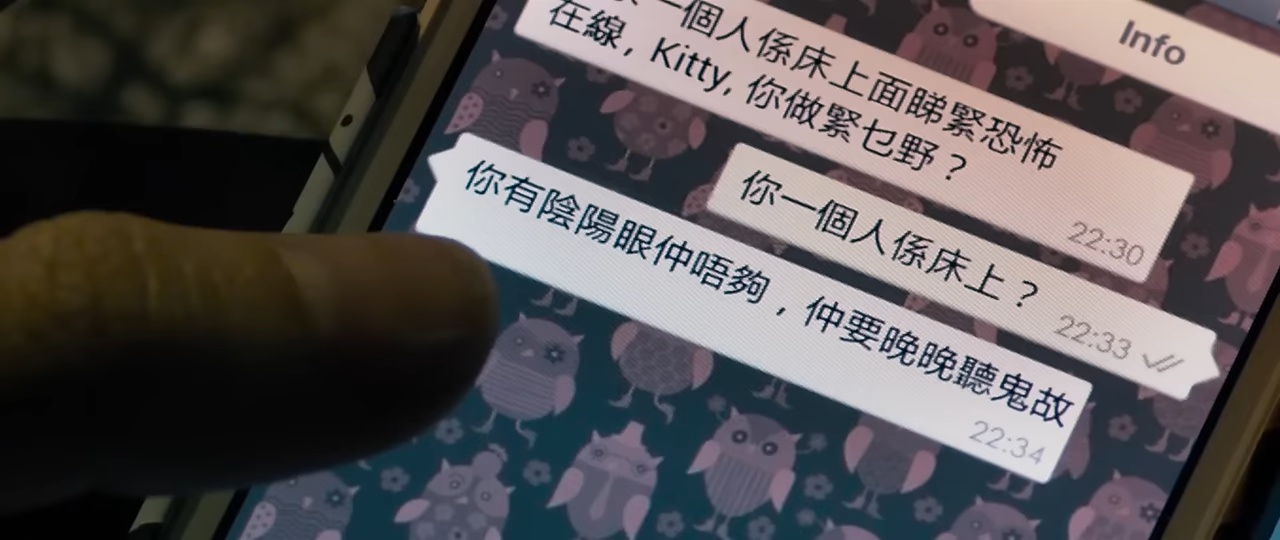 Info
一個人係床上面睇緊恐怖
在線, Kitty, 你做緊乜野？
22:30
你一個人係床上？
22:33
你有陰陽眼仲唔夠，仲要晚晚聽鬼故
22:34